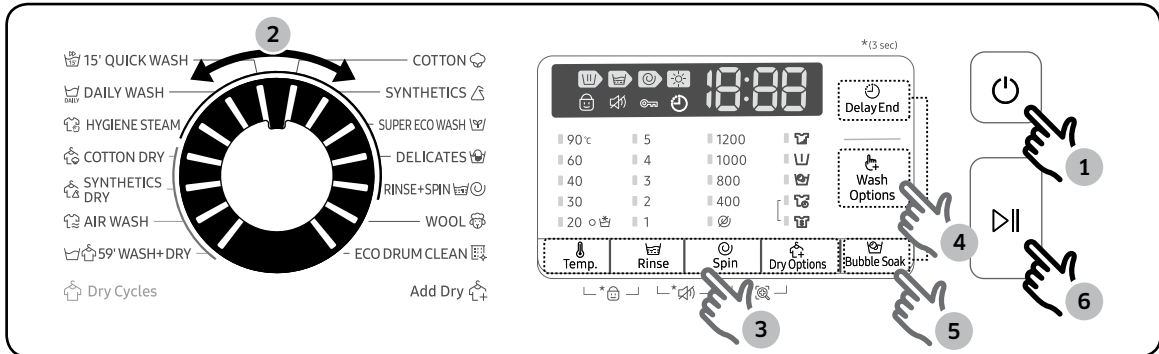 2
15' QUICK WASH
DAILY WASH
DAILY
HYGIENE STEAM
COTTON DRY
SYNTHETICS
DRY
AIR WASH
59' WASH+DRY
Dry Cycles
COTTON
SYNTHETICS
SUPER ECO WASH
DELICATES
RINSE+SPIN
WOOL
ECO DRUM CLEAN
Add Dry
*(3 sec)
18:88
Delay End
90℃ 5 1200
60 4 1000
40 3 800
30 2 400
20 1
Wash
Options
Temp. Rinse Spin Dry Options Bubble Soak
* *
1
3
4
5
6